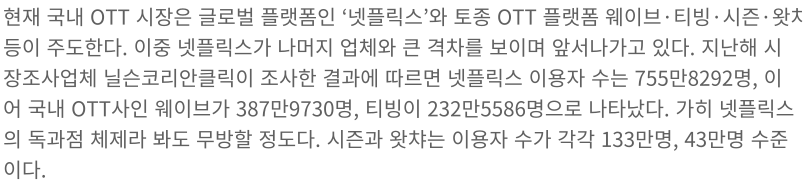 현재 국내 OTT 시장은 글로벌 플랫폼인 ‘넷플릭스’와 토종 OTT 플랫폼 웨이브·티빙·시즌·왓챠
등이 주도한다. 이중 넷플릭스가 나머지 업체와 큰 격차를 보이며 앞서나가고 있다. 지난해 시
장조사업체 닐슨코리안클릭이 조사한 결과에 따르면 넷플릭스 이용자 수는 755만8292명, 이
어 국내 OTT사인 웨이브가 387만9730명, 티빙이 232만5586명으로 나타났다. 가히 넷플릭스
의 독과점 체제라 봐도 무방할 정도다. 시즌과 왓챠는 이용자 수가 각각 133만명, 43만명 수준
이다.